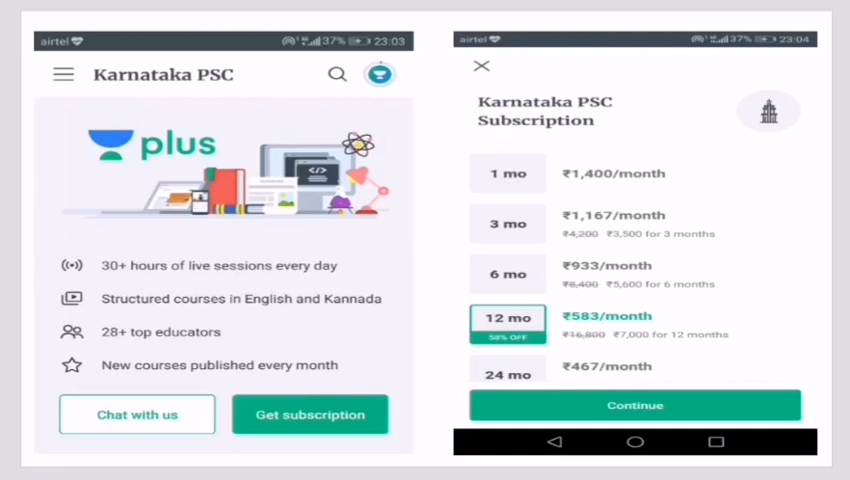 airtel 37% 23:03
Karnataka PSC
plus
30+ hours of live sessions every day
Structured courses in English and Kannada
28+ top educators
New courses published every month
Chat with us
Get subscription
airtel 37% 23:04
Karnataka PSC
Subscription
1 mo ₹1,400/month
3 mo ₹1,167/month
₹4,200 ₹3,500 for 3 months
6 mo ₹933/month
₹8,400 ₹5,600 for 6 months
12 mo ₹583/month
58% OFF ₹16,800 ₹7,000 for 12 months
24 mo ₹467/month
Continue